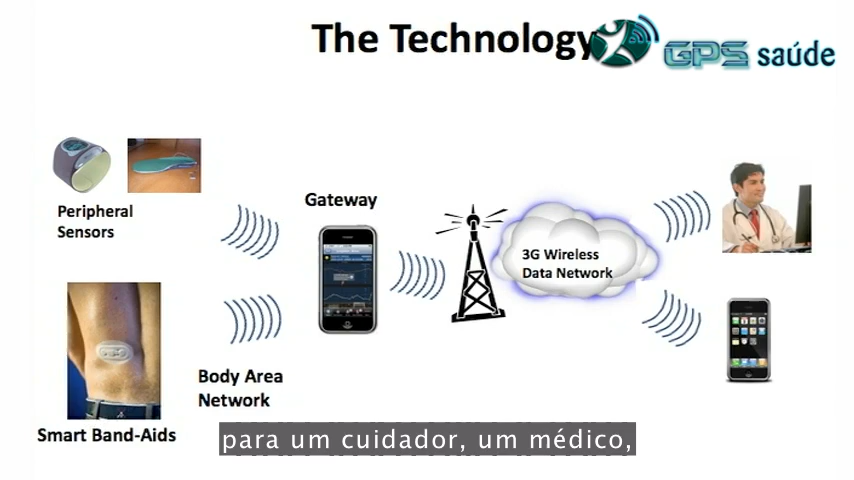 The Technology
GPS saúde
Peripheral
Sensors
Gateway
3G Wireless
Data Network
Body Area
Network
Smart Band-Aids
para um cuidador, um médico,